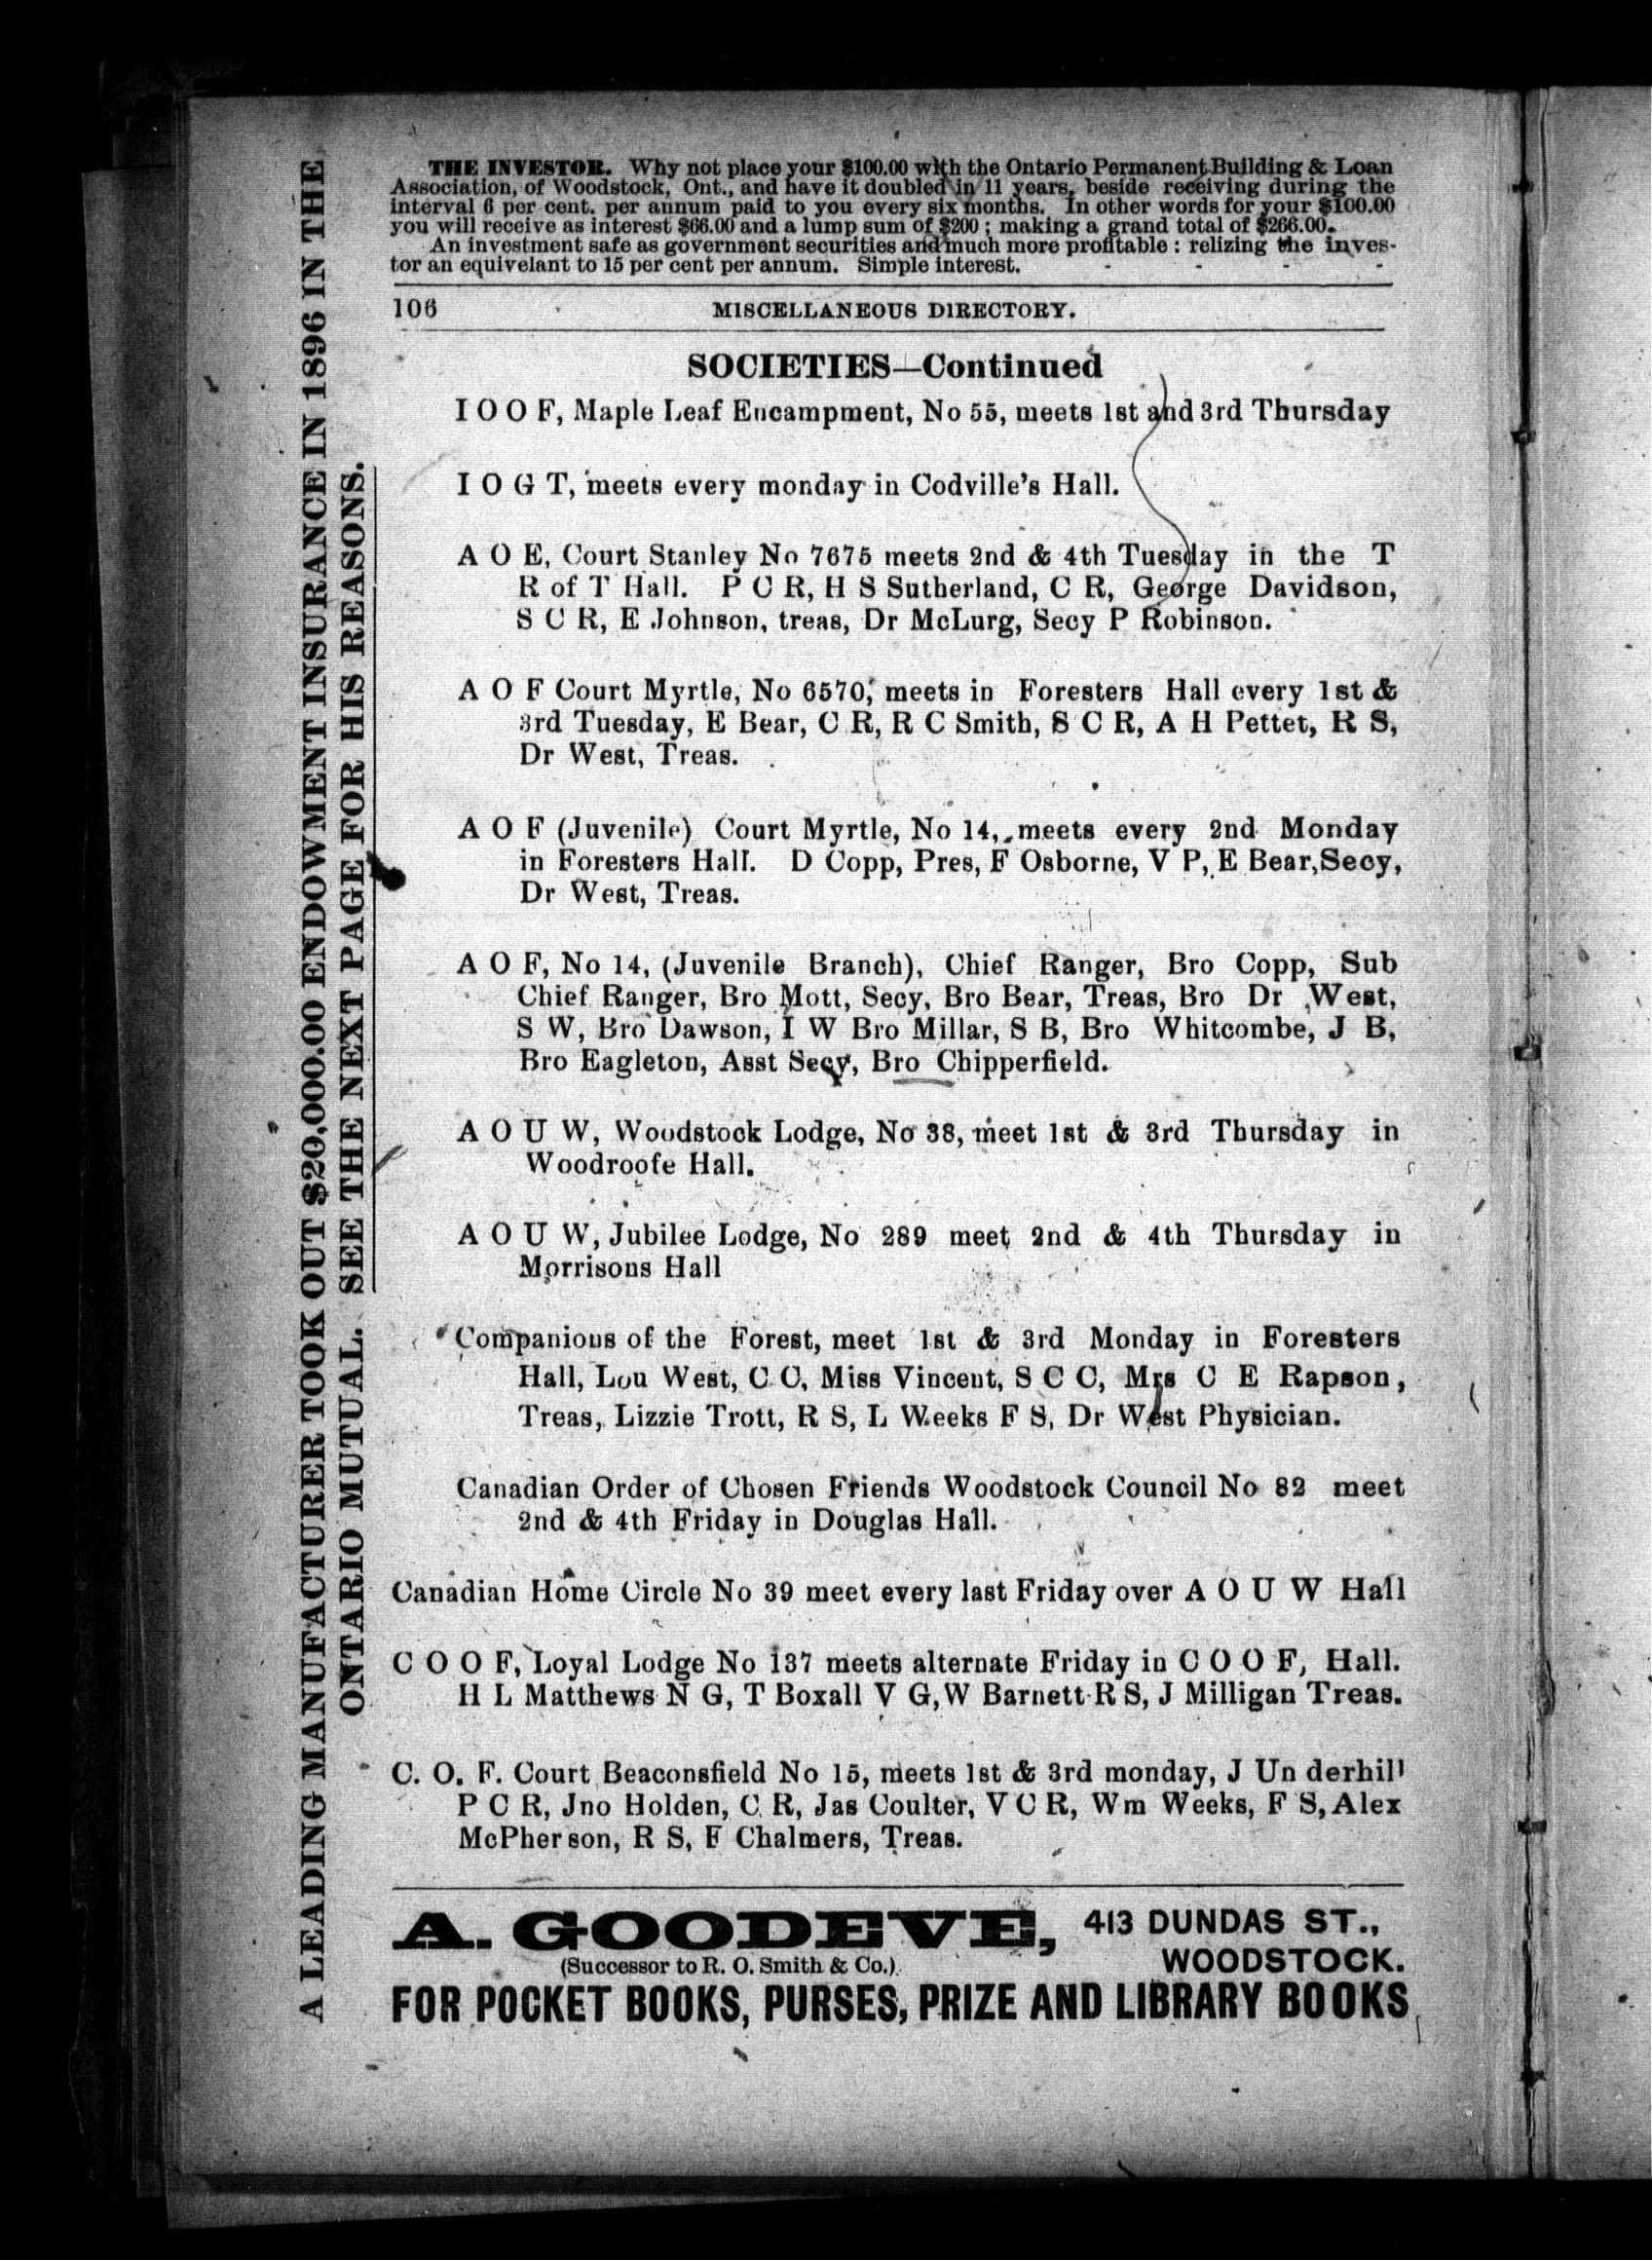 THE INVESTOR. Why not place your $100.00 with the Ontario Permanent Building & Loan
Association, of Woodstock, Ont., and have it doubled in 11 years, beside receiving during the
interval 6 per cent. per annum paid to you every six months. In other words for your $100.00
you will receive as interest $66.00 and a lump sum of $200 ; making a grand total of $266.00.
An investment safe as government securities and much more profitable : relizing the inves-
tor an equivelant to 15 per cent per annum. Simple interest. - - - -
106 MISCELLANEOUS DIRECTORY.
SOCIETIES—Continued
I O O F, Maple Leaf Encampment, No 55, meets 1st and 3rd Thursday
I O G T, meets every monday in Codville's Hall.
A O E, Court Stanley No 7675 meets 2nd & 4th Tuesday in the T
R of T Hall. P C R, H S Sutherland, C R, George Davidson,
S C R, E Johnson, treas, Dr McLurg, Secy P Robinson.
A O F Court Myrtle, No 6570, meets in Foresters Hall every 1st &
3rd Tuesday, E Bear, C R, R C Smith, S C R, A H Pettet, R S,
Dr West, Treas.
A O F (Juvenile) Court Myrtle, No 14, meets every 2nd Monday
in Foresters Hall. D Copp, Pres, F Osborne, V P, E Bear, Secy,
Dr West, Treas.
A O F, No 14, (Juvenile Branch), Chief Ranger, Bro Copp, Sub
Chief Ranger, Bro Mott, Secy, Bro Bear, Treas, Bro Dr West,
S W, Bro Dawson, I W Bro Millar, S B, Bro Whitcombe, J B,
Bro Eagleton, Asst Secy, Bro Chipperfield.
A O U W, Woodstock Lodge, No 38, meet 1st & 3rd Thursday in
Woodroofe Hall.
A O U W, Jubilee Lodge, No 289 meet 2nd & 4th Thursday in
Morrisons Hall
Companions of the Forest, meet 1st & 3rd Monday in Foresters
Hall, Lou West, C C, Miss Vincent, S C C, Mrs C E Rapson,
Treas, Lizzie Trott, R S, L Weeks F S, Dr West Physician.
Canadian Order of Chosen Friends Woodstock Council No 82 meet
2nd & 4th Friday in Douglas Hall.
Canadian Home Circle No 39 meet every last Friday over A O U W Hall
C O O F, Loyal Lodge No 137 meets alternate Friday in C O O F, Hall.
H L Matthews N G, T Boxall V G, W Barnett R S, J Milligan Treas.
C. O. F. Court Beaconsfield No 15, meets 1st & 3rd monday, J Un derhill
P C R, Jno Holden, C R, Jas Coulter, V C R, Wm Weeks, F S, Alex
McPher son, R S, F Chalmers, Treas.
A. GOODEVE, 413 DUNDAS ST.,
(Successor to R. O. Smith & Co.) WOODSTOCK.
FOR POCKET BOOKS, PURSES, PRIZE AND LIBRARY BOOKS
A LEADING MANUFACTURER TOOK OUT $20,000.00 ENDOWMENT INSURANCE IN 1896 IN THE
ONTARIO MUTUAL. SEE THE NEXT PAGE FOR HIS REASONS.